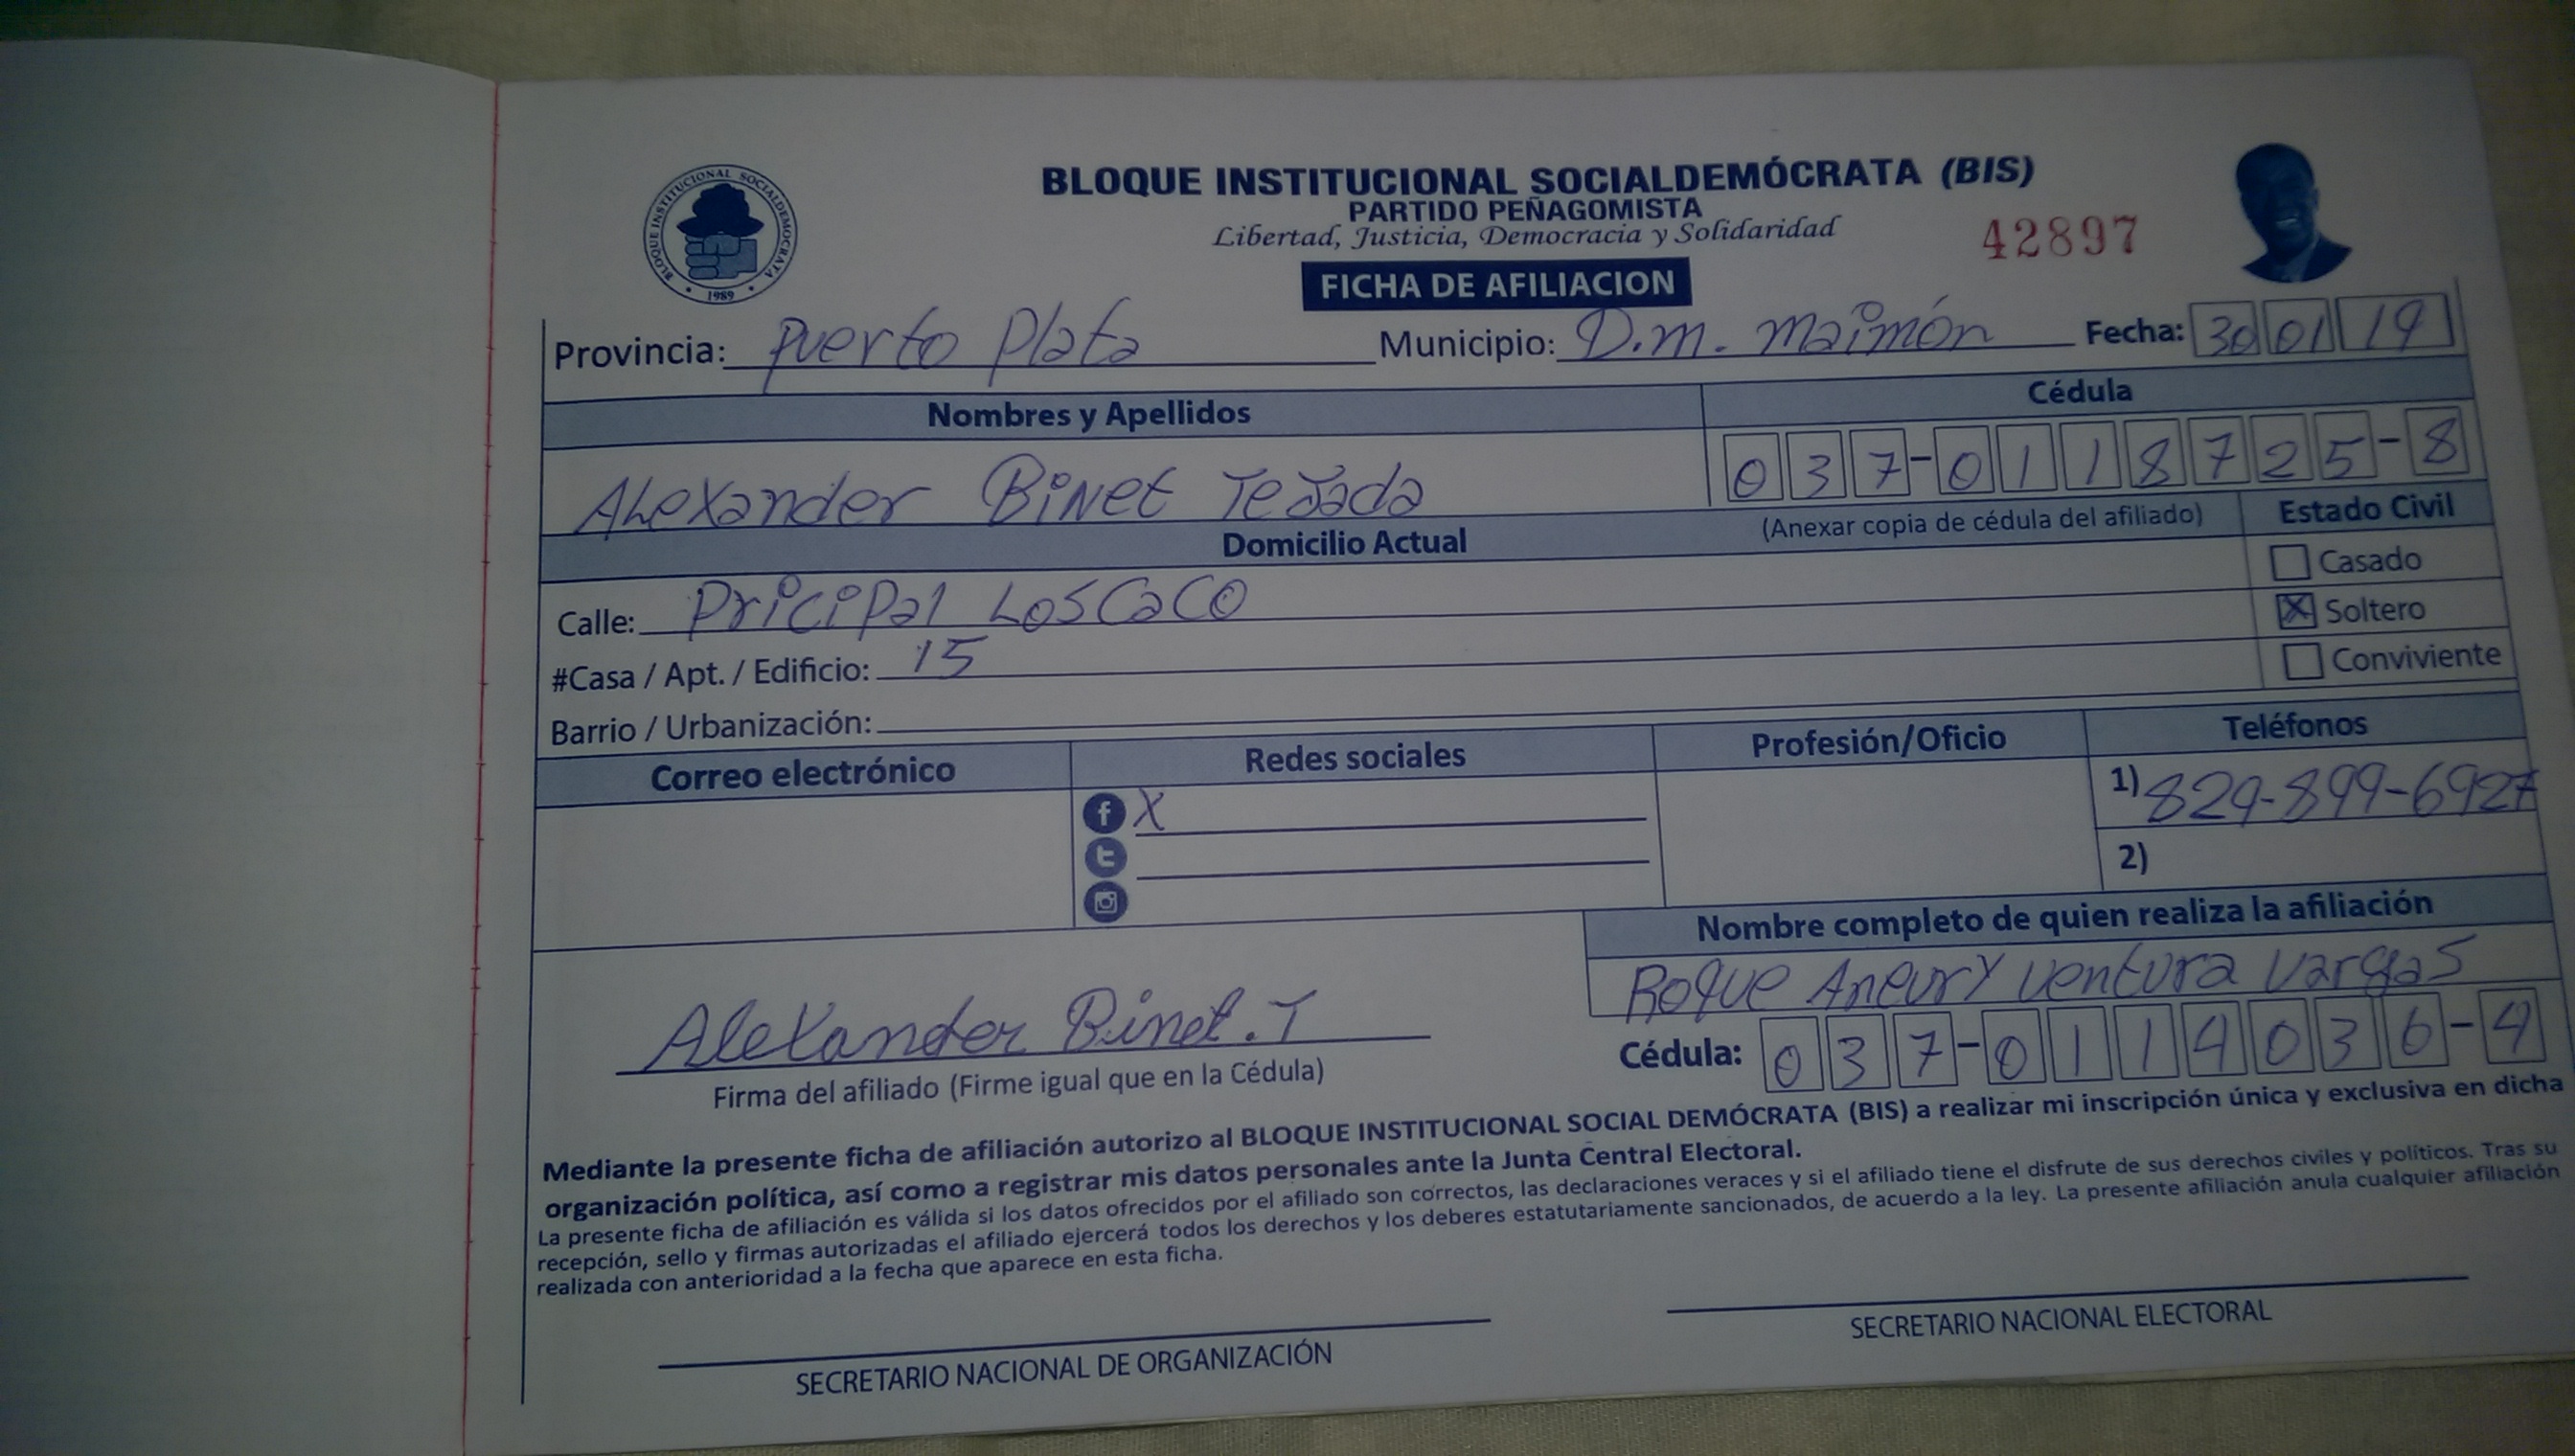 BLOQUE INSTITUCIONAL SOCIALDEMOCRATA
1989
BLOQUE INSTITUCIONAL SOCIALDEMÓCRATA (BIS)
PARTIDO PEÑAGOMISTA
Libertad, Justicia, Democracia y Solidaridad
42897
FICHA DE AFILIACION
Provincia: Puerto Plata Municipio: D.M. Maimón Fecha: 30 01 19
Nombres y Apellidos Cédula
Alexander Binet Tejada 037-0118725-8
(Anexar copia de cédula del afiliado)
Domicilio Actual Estado Civil
Casado
Calle: Pricipal Los Caco
X Soltero
#Casa / Apt. / Edificio: 15
Conviviente
Barrio / Urbanización:
Correo electrónico Redes sociales Profesión/Oficio Teléfonos
f X
1) 829-899-6927
2)
Nombre completo de quien realiza la afiliación
Roque Aneury Ventura Vargas
Alexander Binet. T
Cédula: 037-0114036-4
Firma del afiliado (Firme igual que en la Cédula)
Mediante la presente ficha de afiliación autorizo al BLOQUE INSTITUCIONAL SOCIAL DEMÓCRATA (BIS) a realizar mi inscripción única y exclusiva en dicha
organización política, así como a registrar mis datos personales ante la Junta Central Electoral.
La presente ficha de afiliación es válida si los datos ofrecidos por el afiliado son correctos, las declaraciones veraces y si el afiliado tiene el disfrute de sus derechos civiles y políticos. Tras su
recepción, sello y firmas autorizadas el afiliado ejercerá todos los derechos y los deberes estatutariamente sancionados, de acuerdo a la ley. La presente afiliación anula cualquier afiliación
realizada con anterioridad a la fecha que aparece en esta ficha.
SECRETARIO NACIONAL DE ORGANIZACIÓN SECRETARIO NACIONAL ELECTORAL